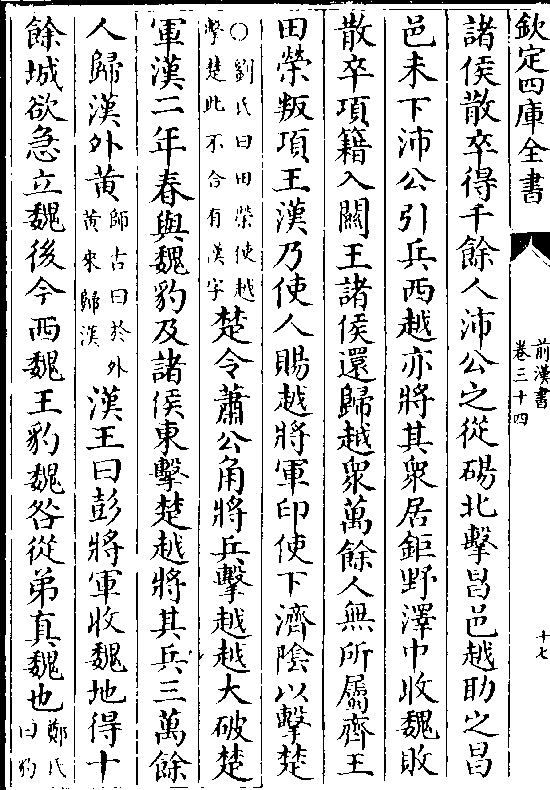 欽定四庫全書
前漢書
卷三十四
十七
諸侯散卒得千餘人沛公之從碭北擊昌邑越助之昌
邑未下沛公引兵西越亦將其衆居鉅野澤中收魏敗
散卒項籍入關王諸侯還歸越衆萬餘人無所屬齊王
田榮叛項王漢乃使人賜越將軍印使下濟陰以擊楚
○劉氏曰田榮使越
擊楚此不合有漢字
楚令蕭公角將兵擊越越大破楚
軍漢二年春與魏豹及諸侯東擊楚越將其兵三萬餘
人歸漢外黄
師古曰於外
黄來歸漢
漢王曰彭將軍收魏地得十
餘城欲急立魏後今西魏王豹魏咎從弟真魏也
鄭氏
曰豹